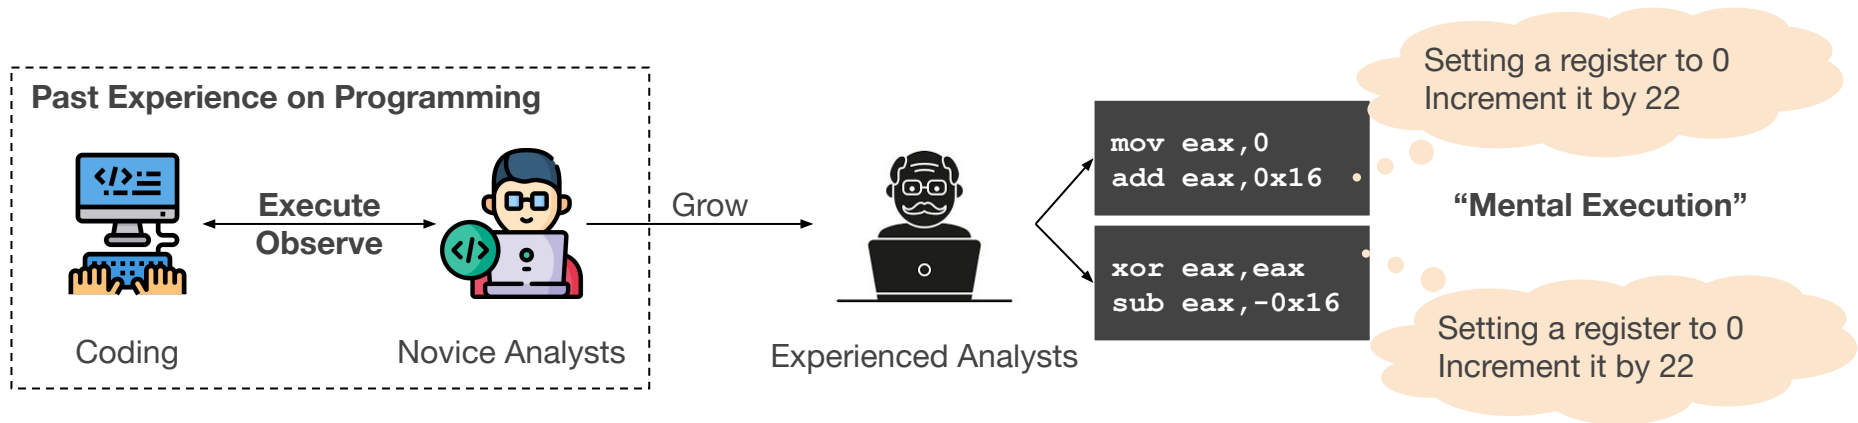 Past Experience on Programming
</>
Execute
Observe
</>
Coding
Novice Analysts
Grow
Experienced Analysts
mov eax,0
add eax,0x16
xor eax,eax
sub eax,-0x16
Setting a register to 0
Increment it by 22
“Mental Execution”
Setting a register to 0
Increment it by 22